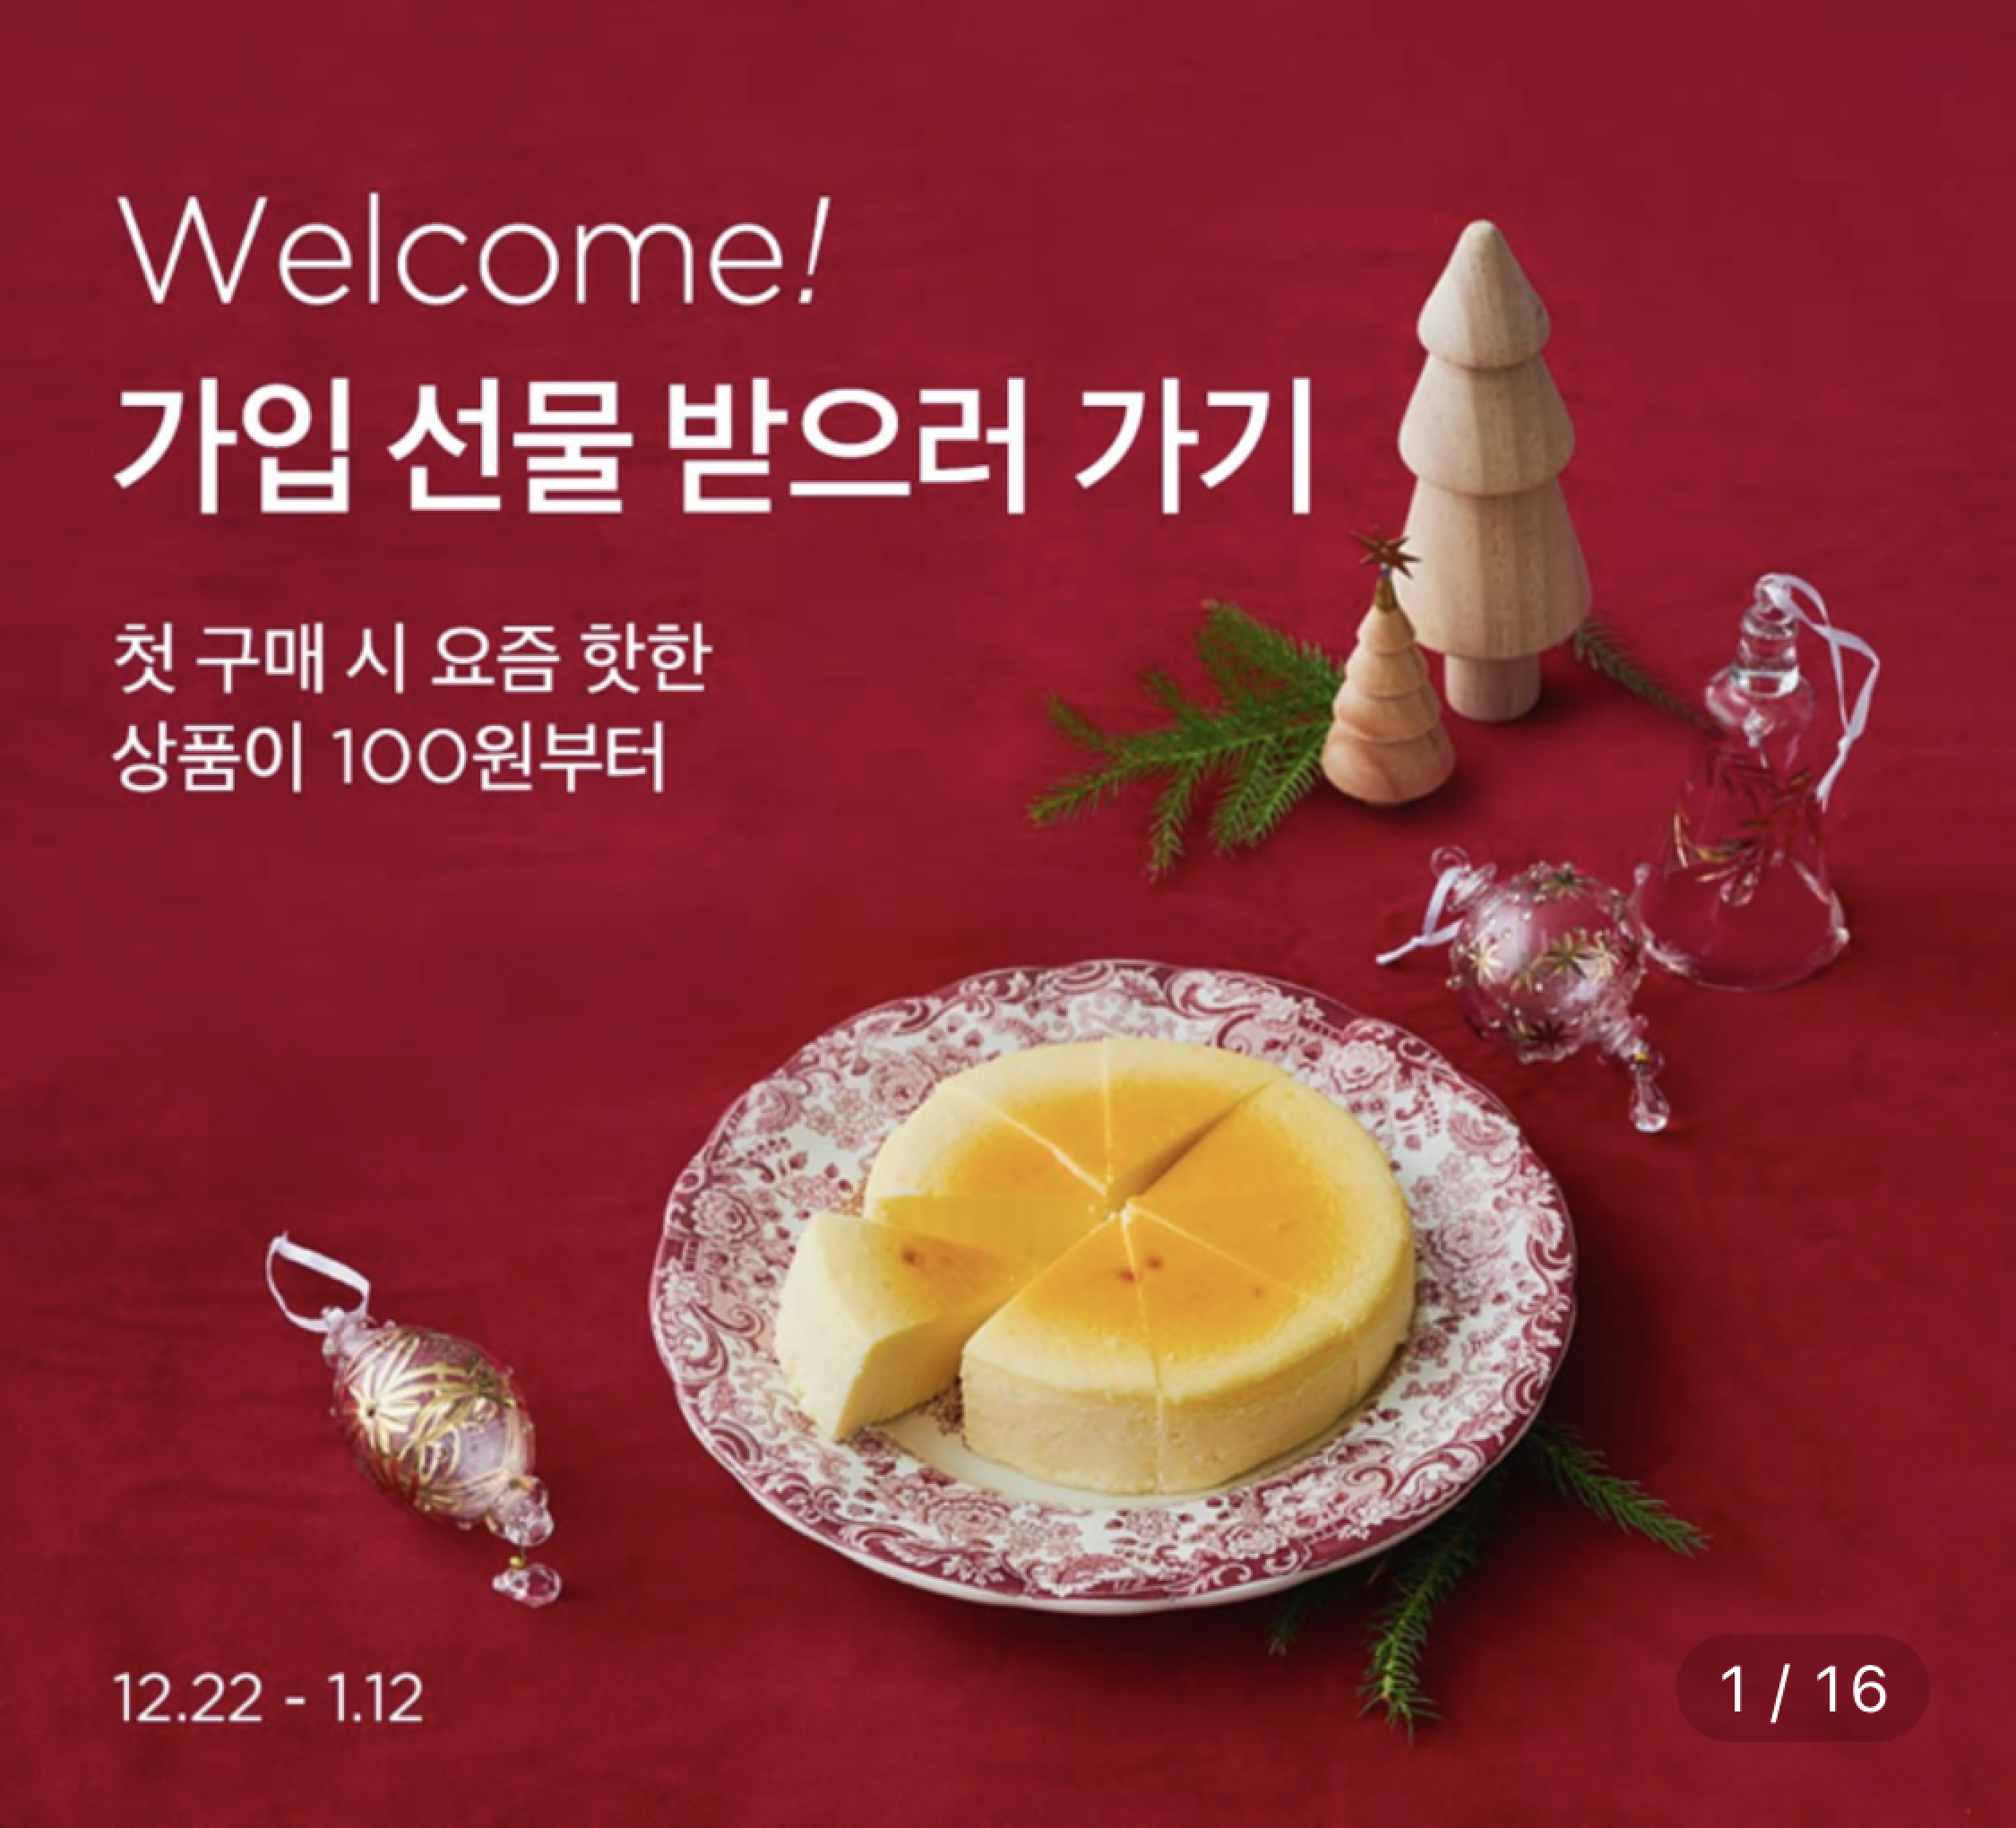 Welcome!
가입 선물 받으러 가기
첫 구매 시 요즘 핫한
상품이 100원부터
12.22 - 1.12
1 / 16